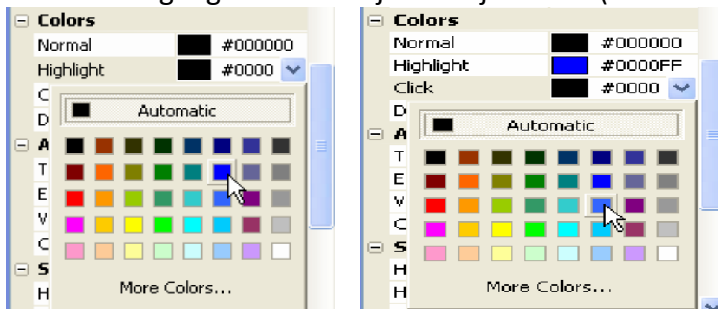 Colors
Normal #000000
Highlight #0000
C
D
Automatic
A
T
E
V
C
S
H
More Colors...
Colors
Normal #000000
Highlight #0000FF
Click #0000
D
Automatic
A
T
E
V
C
S
H
H
More Colors...